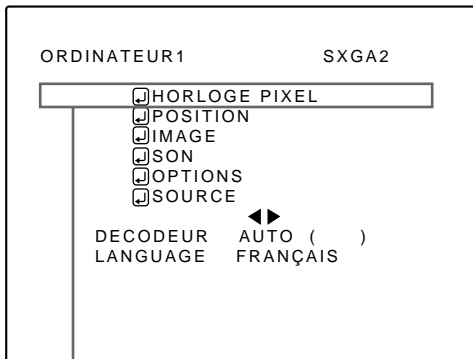 ORDINATEUR1 SXGA2
HORLOGE PIXEL
POSITION
IMAGE
SON
OPTIONS
SOURCE
DECODEUR AUTO ( )
LANGUAGE FRANÇAIS